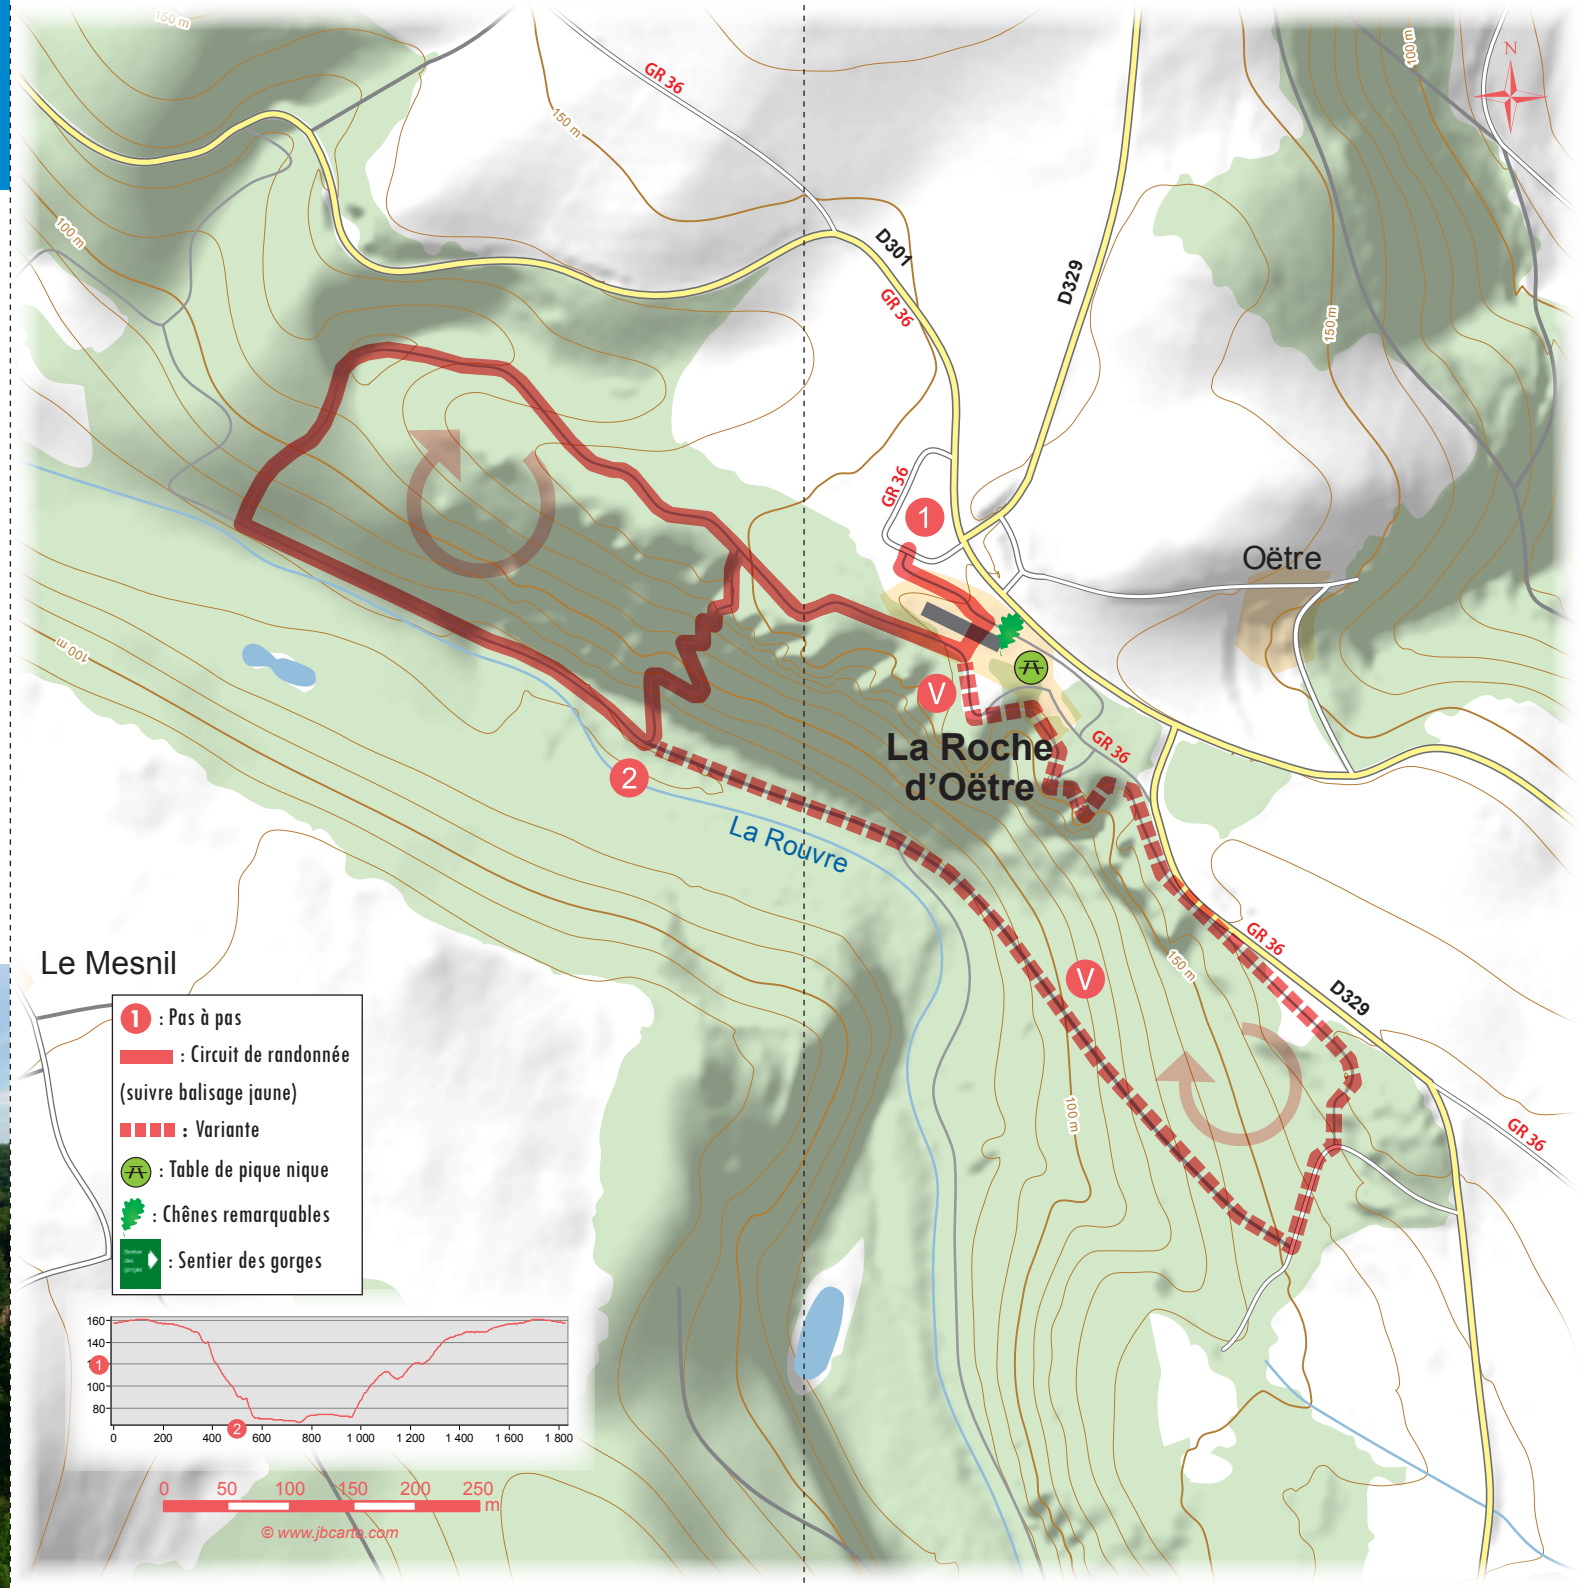 150 m
GR 36
100 m
N
150 m
D301
D329
100 m
GR 36
150 m
GR 36
1
Oëtre
100 m
V
La Roche
d'Oëtre
GR 36
2
La Rouvre
GR 36
150 m
Le Mesnil
V
D329
1 : Pas à pas
: Circuit de randonnée
(suivre balisage jaune)
: Variante
: Table de pique nique
: Chênes remarquables
Sentier
des
gorges
: Sentier des gorges
100 m
GR 36
160
140
1
100
80
2
0 200 400 600 800 1 000 1 200 1 400 1 600 1 800
0 50 100 150 200 250
m
© www.jbcarto.com